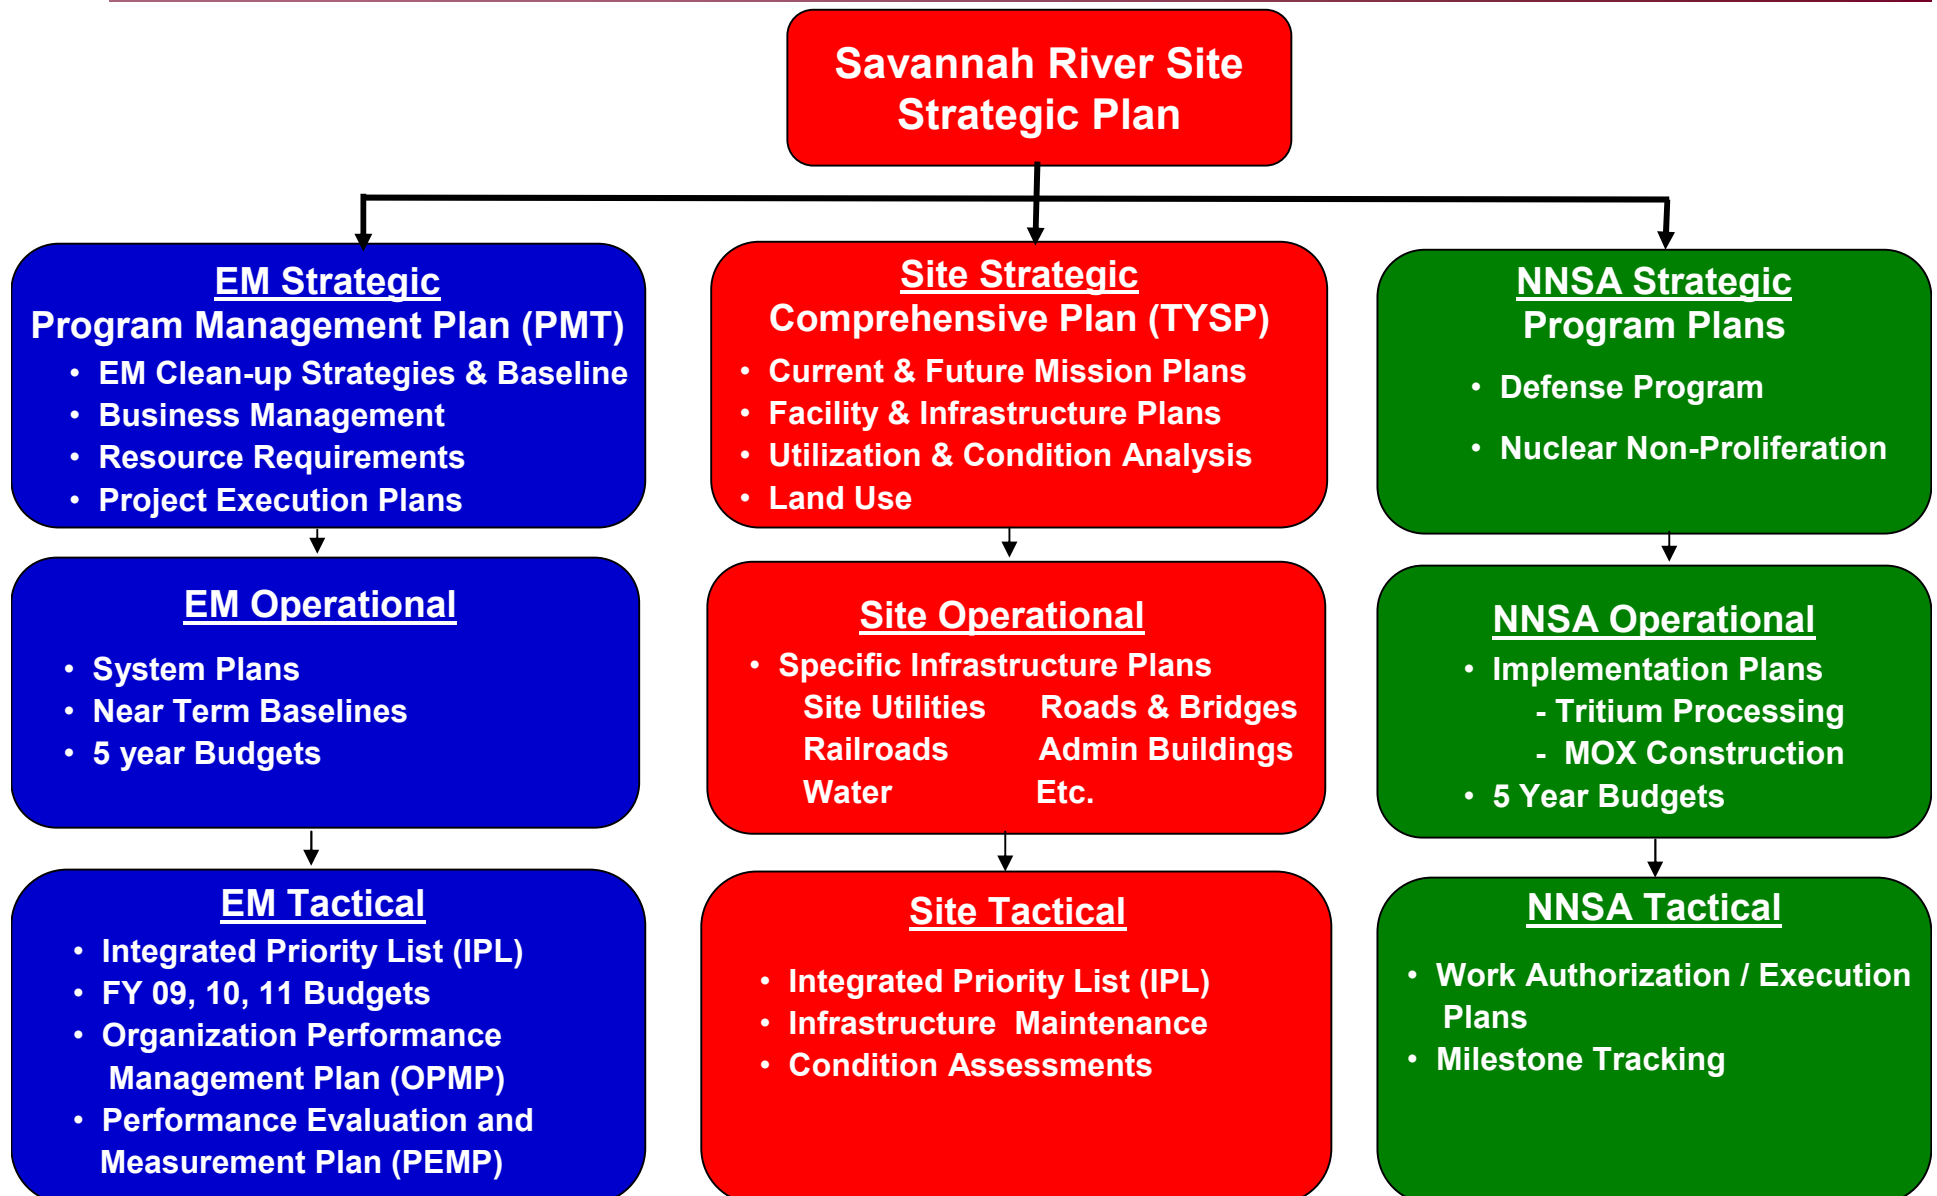 Savannah River Site
Strategic Plan
EM Strategic
Program Management Plan (PMT)
• EM Clean-up Strategies & Baseline
• Business Management
• Resource Requirements
• Project Execution Plans
Site Strategic
Comprehensive Plan (TYSP)
• Current & Future Mission Plans
• Facility & Infrastructure Plans
• Utilization & Condition Analysis
• Land Use
NNSA Strategic
Program Plans
• Defense Program
• Nuclear Non-Proliferation
EM Operational
• System Plans
• Near Term Baselines
• 5 year Budgets
Site Operational
• Specific Infrastructure Plans
Site Utilities Roads & Bridges
Railroads Admin Buildings
Water Etc.
NNSA Operational
• Implementation Plans
- Tritium Processing
- MOX Construction
• 5 Year Budgets
EM Tactical
• Integrated Priority List (IPL)
• FY 09, 10, 11 Budgets
• Organization Performance
Management Plan (OPMP)
• Performance Evaluation and
Measurement Plan (PEMP)
Site Tactical
• Integrated Priority List (IPL)
• Infrastructure Maintenance
• Condition Assessments
NNSA Tactical
• Work Authorization / Execution
Plans
• Milestone Tracking